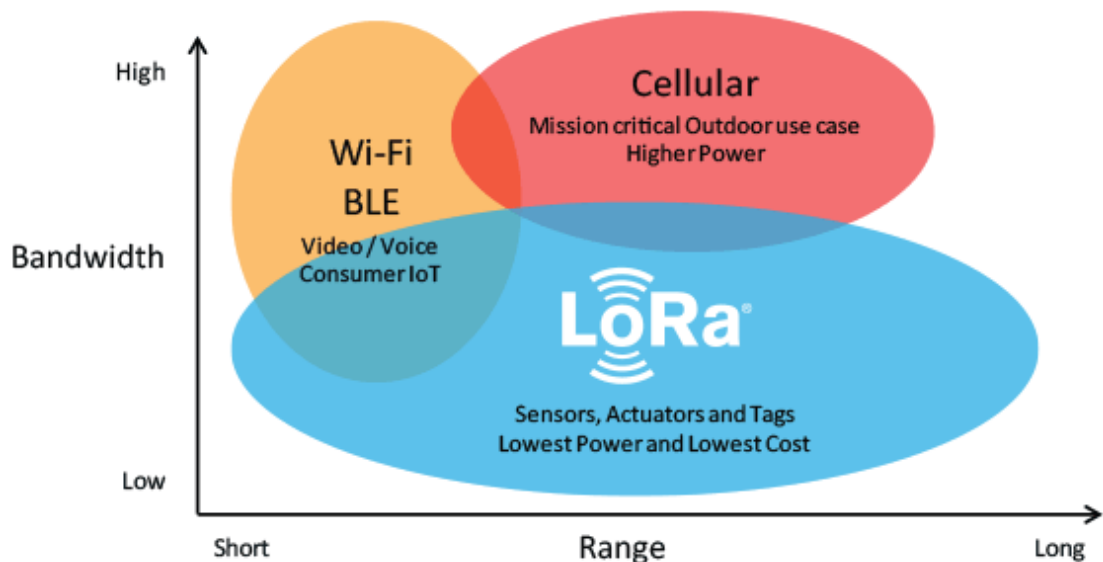 High
Cellular
Mission critical Outdoor use case
Higher Power
Wi-Fi
BLE
Video / Voice
Consumer IoT
Bandwidth
LoRa®
Sensors, Actuators and Tags
Lowest Power and Lowest Cost
Low
Short
Range
Long